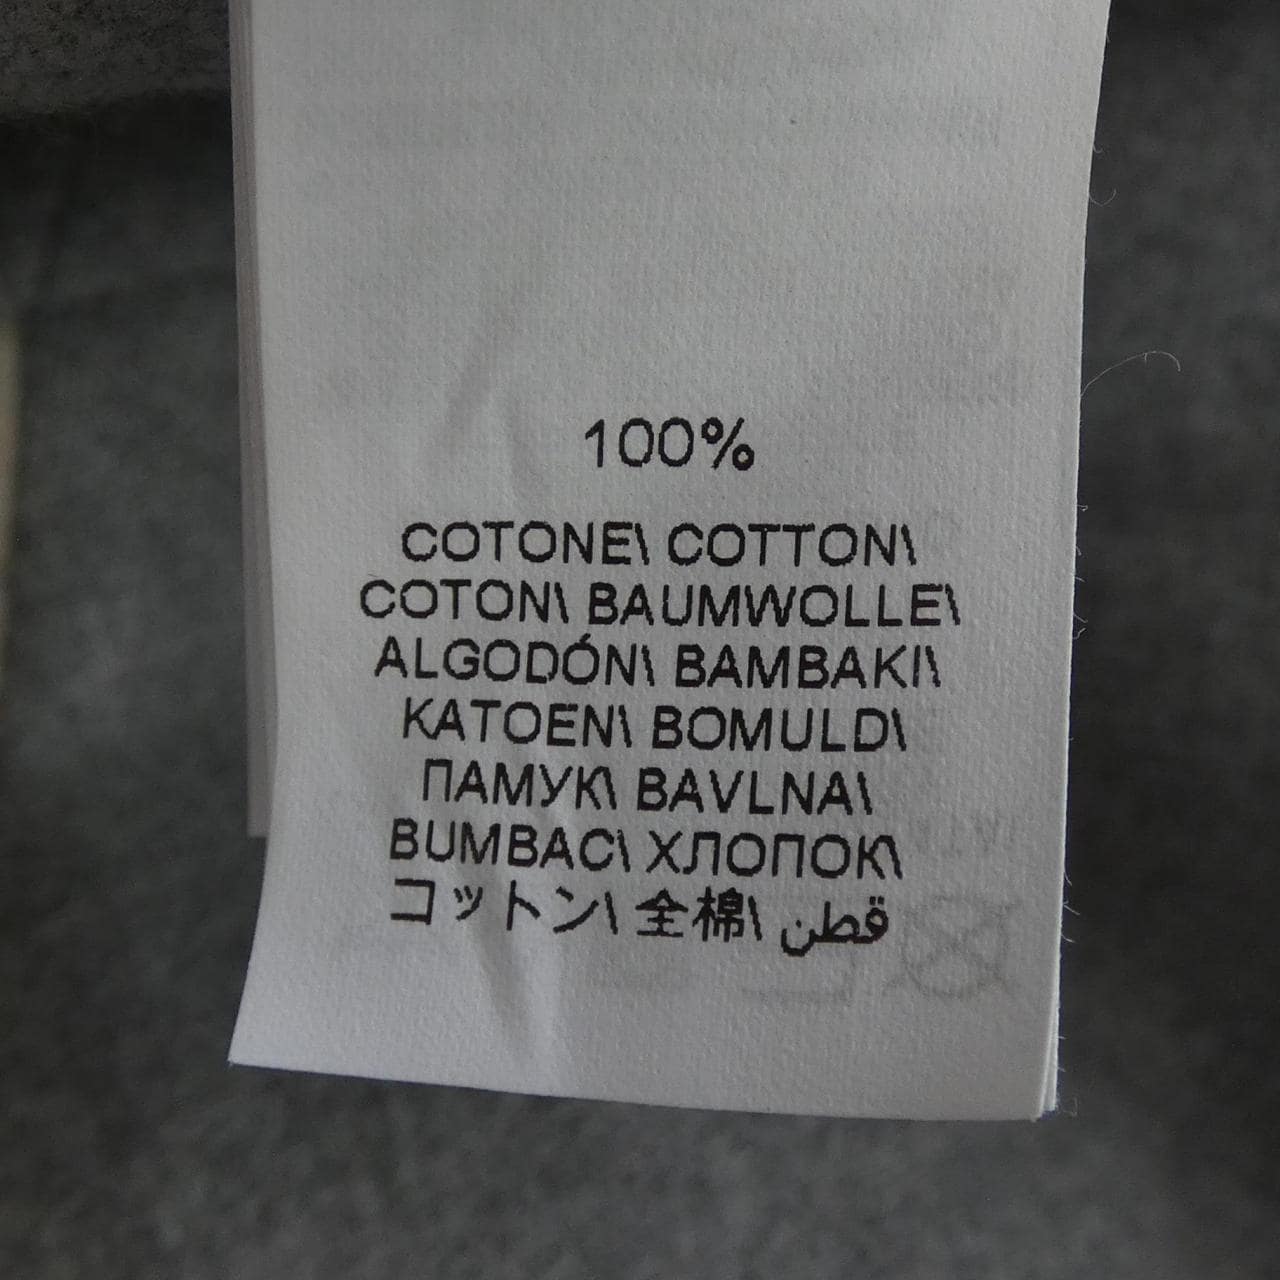 100%
COTONE\ COTTON\
COTON\ BAUMWOLLE\
ALGODÓN\ BAMBAKI\
KATOEN\ BOMULD\
ПАМУК\ BAVLNA\
BUMBAC\ ХЛОПОК\
コットン\ 全棉\ قطن